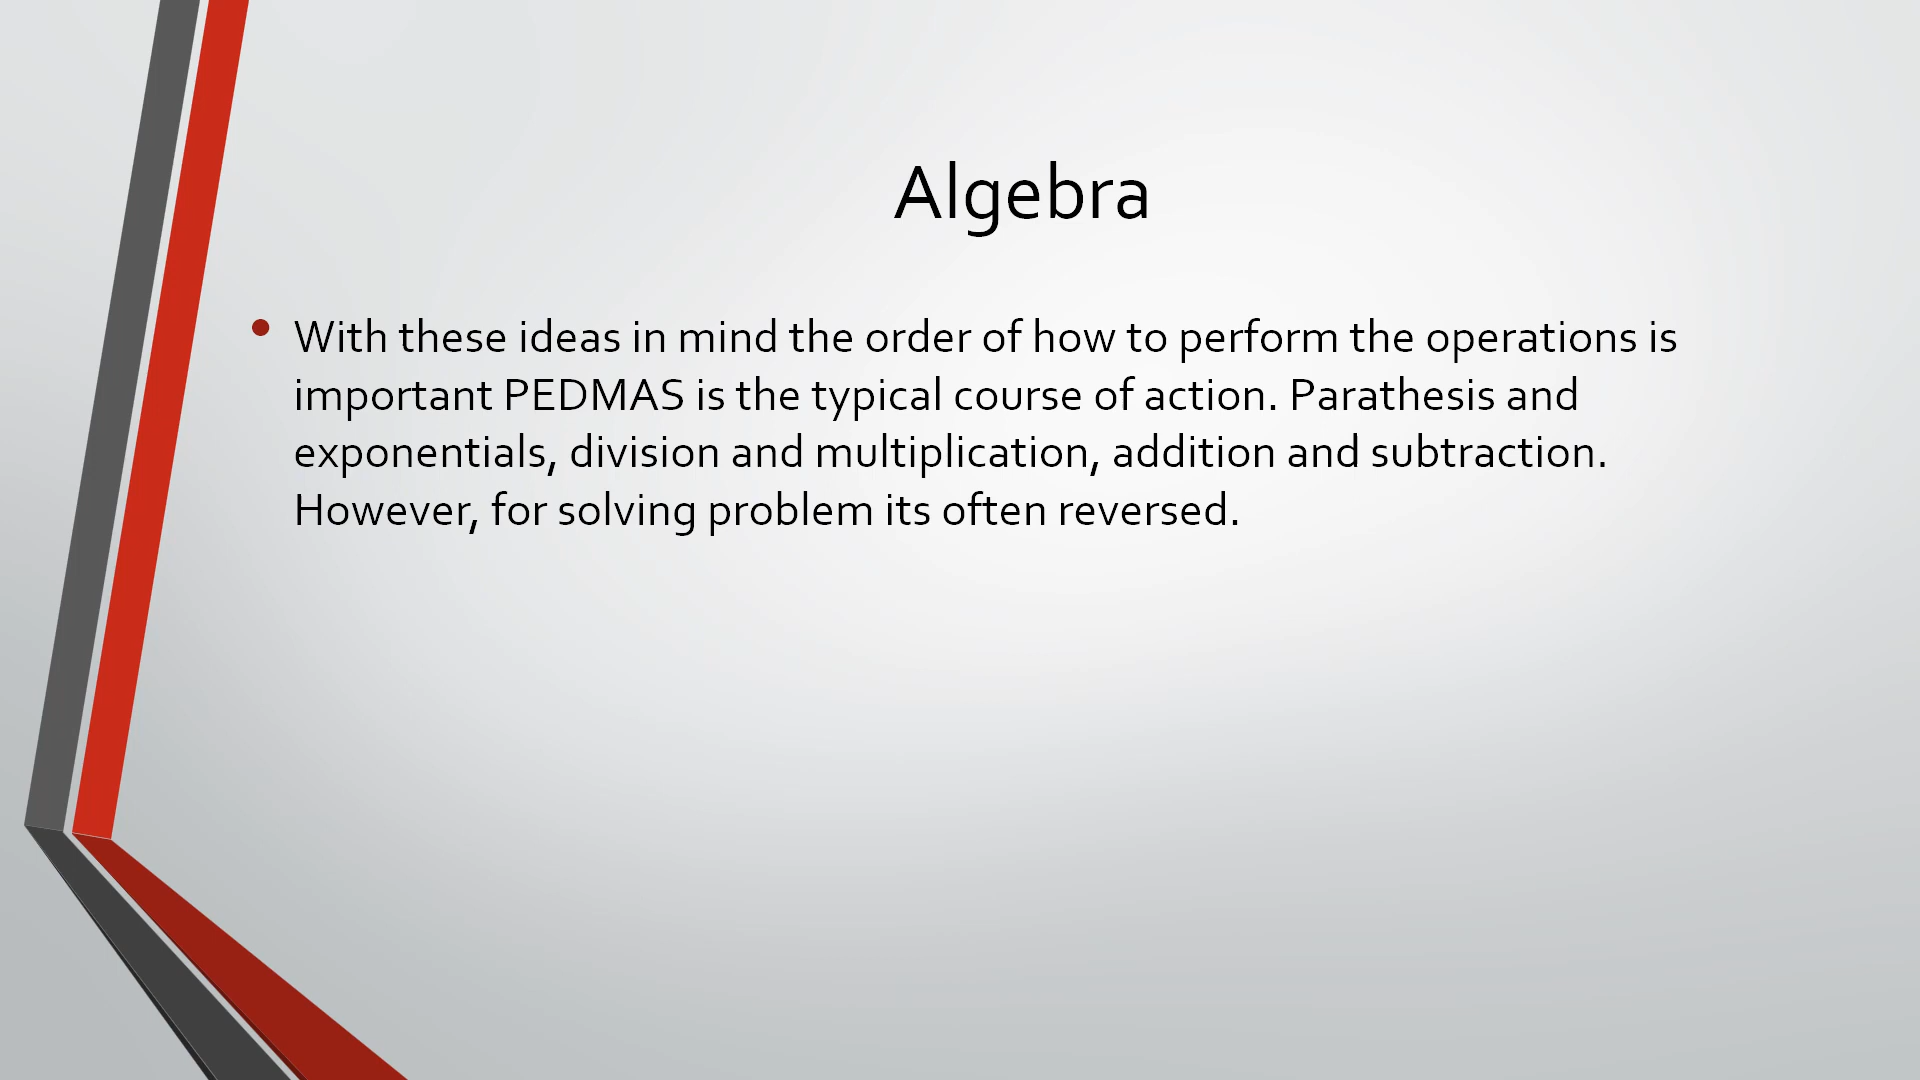 Algebra
With these ideas in mind the order of how to perform the operations is
important PEDMAS is the typical course of action. Parathesis and
exponentials, division and multiplication, addition and subtraction.
However, for solving problem its often reversed.